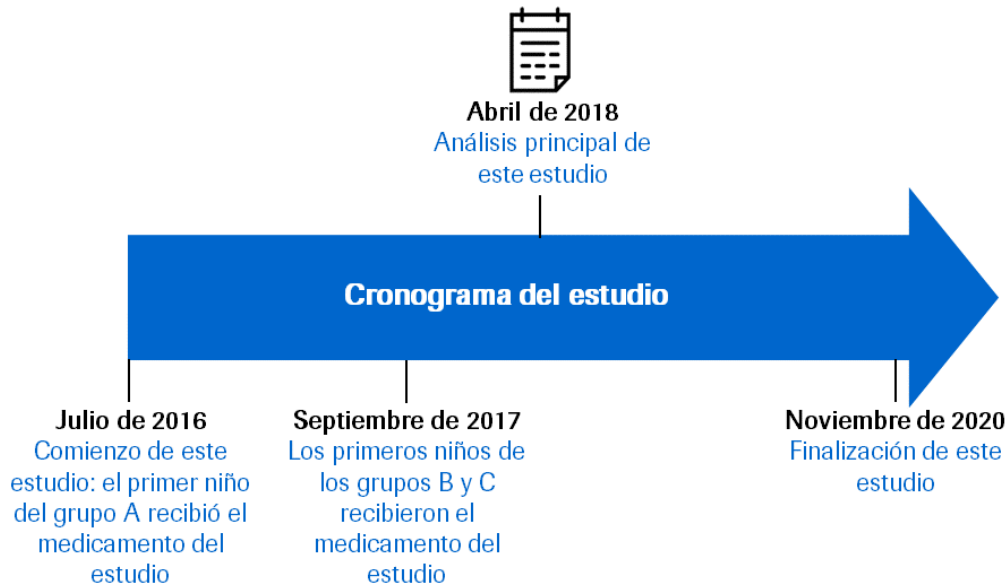 Abril de 2018
Análisis principal de
este estudio
Cronograma del estudio
Julio de 2016
Comienzo de este
estudio: el primer niño
del grupo A recibió el
medicamento del
estudio
Septiembre de 2017
Los primeros niños de
los grupos B y C
recibieron el
medicamento del
estudio
Noviembre de 2020
Finalización de este
estudio